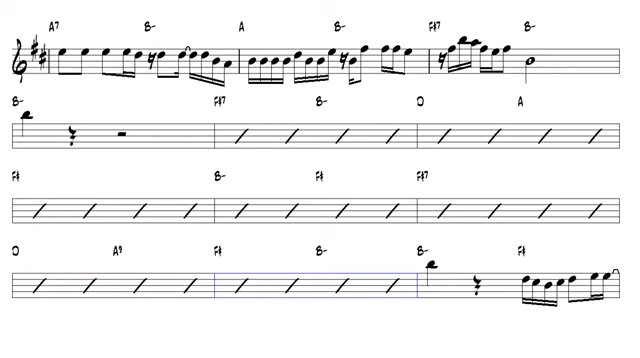 A7 B- A B- F#7 B-
B- F#7 B- D A
F# B- F# F#7
D A9 F# B- B- F#